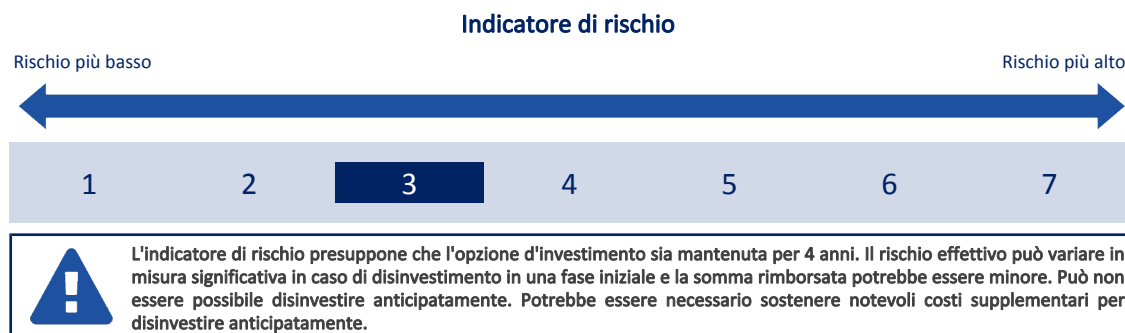 Indicatore di rischio
Rischio più basso Rischio più alto
1 2 3 4 5 6 7
L'indicatore di rischio presuppone che l'opzione d'investimento sia mantenuta per 4 anni. Il rischio effettivo può variare in
misura significativa in caso di disinvestimento in una fase iniziale e la somma rimborsata potrebbe essere minore. Può non
essere possibile disinvestire anticipatamente. Potrebbe essere necessario sostenere notevoli costi supplementari per
disinvestire anticipatamente.